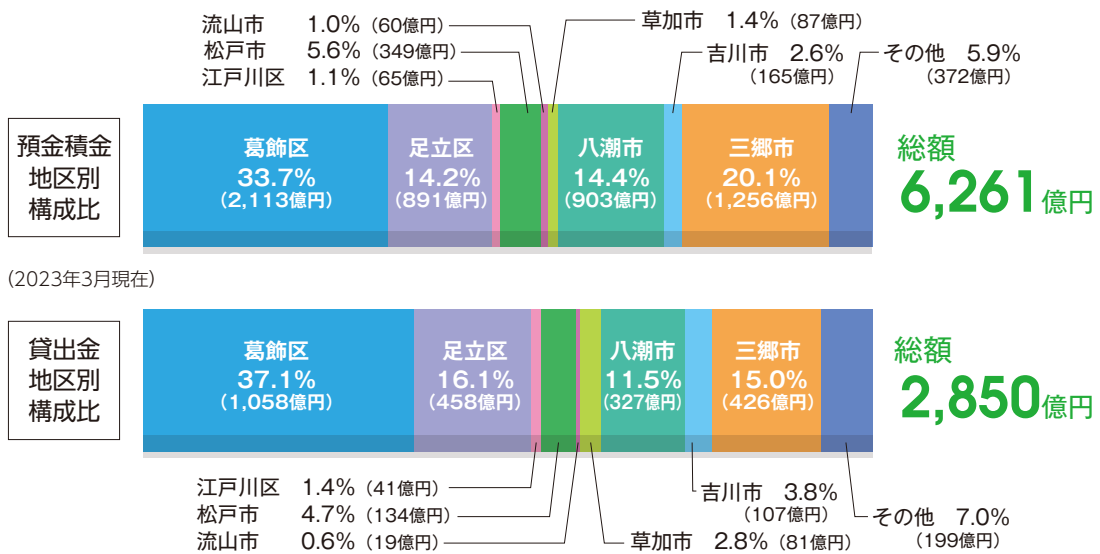 流山市 1.0%（60億円）
松戸市 5.6%（349億円）
江戸川区 1.1%（65億円）
草加市 1.4%（87億円）
吉川市 2.6%
（165億円）
その他 5.9%
（372億円）
預金積金
地区別
構成比
葛飾区
33.7%
（2,113億円）
足立区
14.2%
（891億円）
八潮市
14.4%
（903億円）
三郷市
20.1%
（1,256億円）
総額
6,261億円
（2023年3月現在）
貸出金
地区別
構成比
葛飾区
37.1%
（1,058億円）
足立区
16.1%
（458億円）
八潮市
11.5%
（327億円）
三郷市
15.0%
（426億円）
総額
2,850億円
江戸川区 1.4%（41億円）
松戸市 4.7%（134億円）
流山市 0.6%（19億円）
草加市 2.8%（81億円）
吉川市 3.8%
（107億円）
その他 7.0%
（199億円）